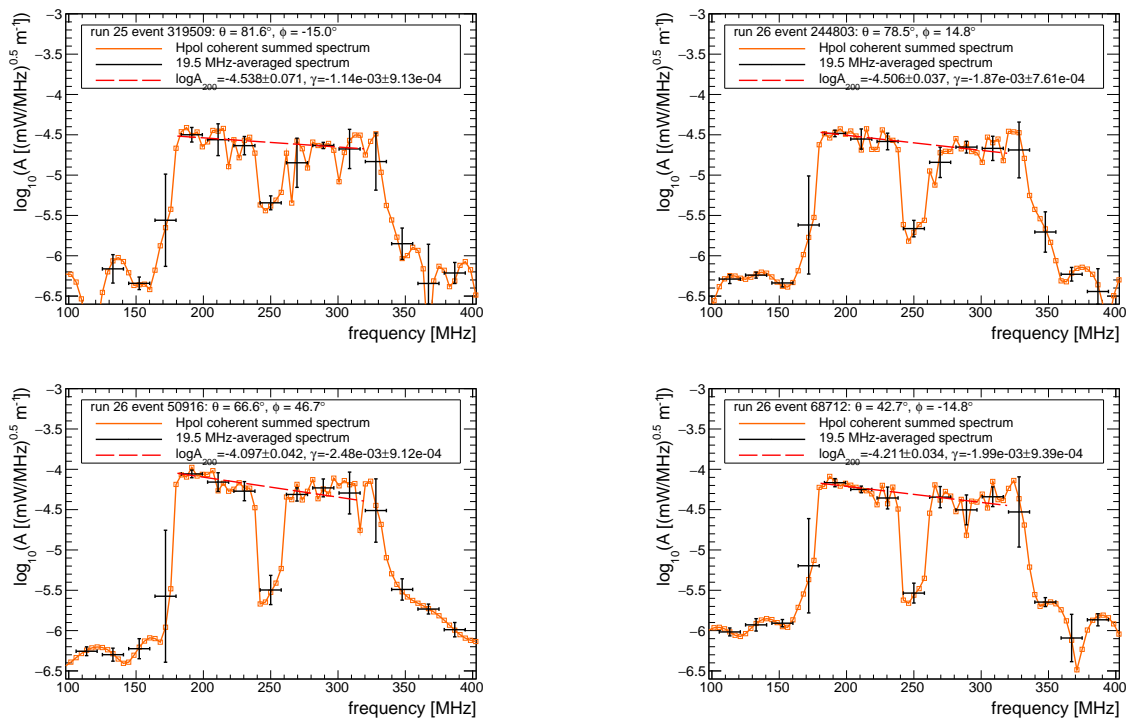 run 25 event 319509: θ = 81.6°, ϕ = -15.0°
Hpol coherent summed spectrum
19.5 MHz-averaged spectrum
logA200=-4.538±0.071, γ=-1.14e-03±9.13e-04
log10(A [(mW/MHz)^0.5 m^-1])
−3
−3.5
−4
−4.5
−5
−5.5
−6
−6.5
100 150 200 250 300 350 400
frequency [MHz]
run 26 event 244803: θ = 78.5°, ϕ = 14.8°
Hpol coherent summed spectrum
19.5 MHz-averaged spectrum
logA200=-4.506±0.037, γ=-1.87e-03±7.61e-04
log10(A [(mW/MHz)^0.5 m^-1])
−3
−3.5
−4
−4.5
−5
−5.5
−6
−6.5
100 150 200 250 300 350 400
frequency [MHz]
run 26 event 50916: θ = 66.6°, ϕ = 46.7°
Hpol coherent summed spectrum
19.5 MHz-averaged spectrum
logA200=-4.097±0.042, γ=-2.48e-03±9.12e-04
log10(A [(mW/MHz)^0.5 m^-1])
−3
−3.5
−4
−4.5
−5
−5.5
−6
−6.5
100 150 200 250 300 350 400
frequency [MHz]
run 26 event 68712: θ = 42.7°, ϕ = -14.8°
Hpol coherent summed spectrum
19.5 MHz-averaged spectrum
logA200=-4.211±0.034, γ=-1.99e-03±9.39e-04
log10(A [(mW/MHz)^0.5 m^-1])
−3
−3.5
−4
−4.5
−5
−5.5
−6
−6.5
100 150 200 250 300 350 400
frequency [MHz]